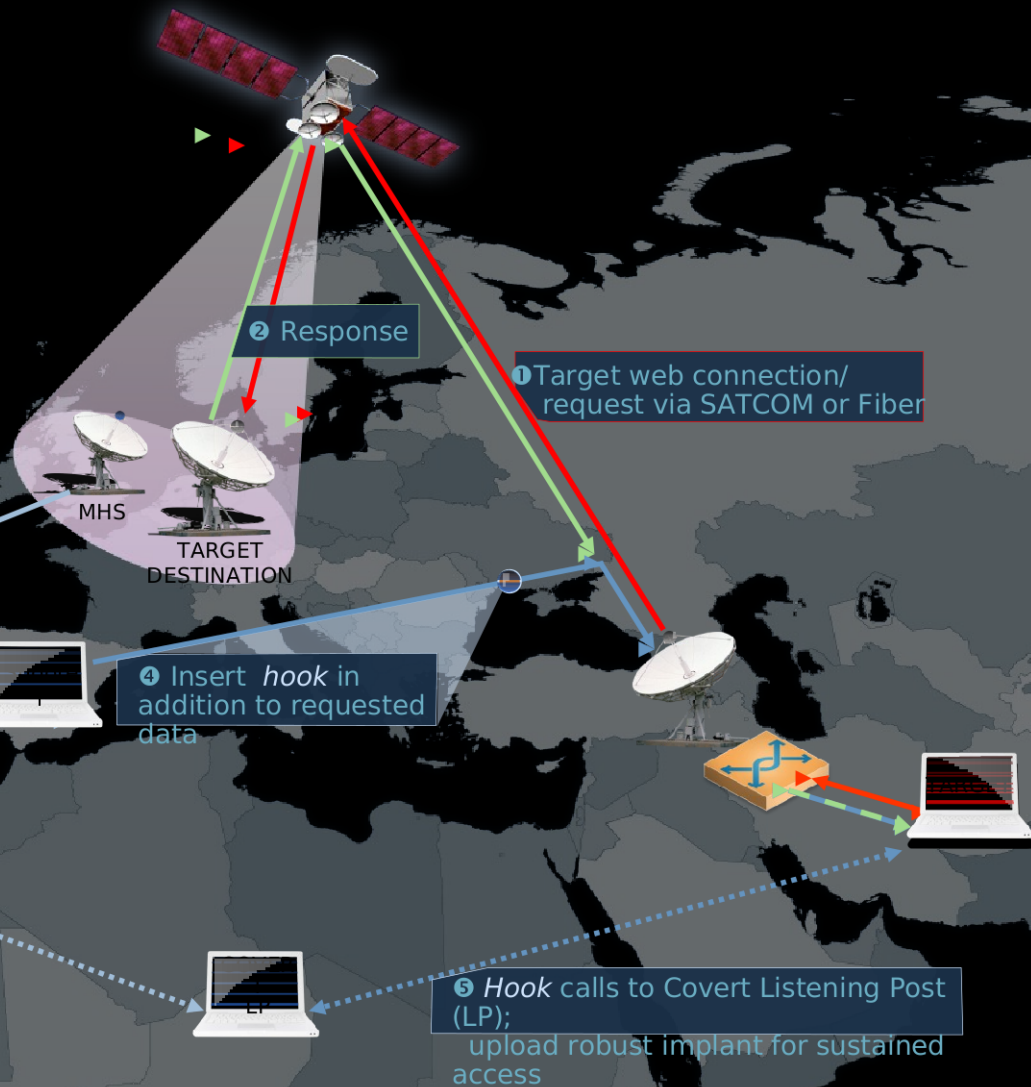 ❷ Response
❶Target web connection/
request via SATCOM or Fiber
MHS
TARGET
DESTINATION
❹ Insert hook in
addition to requested
data
LP
❺ Hook calls to Covert Listening Post
(LP);
upload robust implant for sustained
access